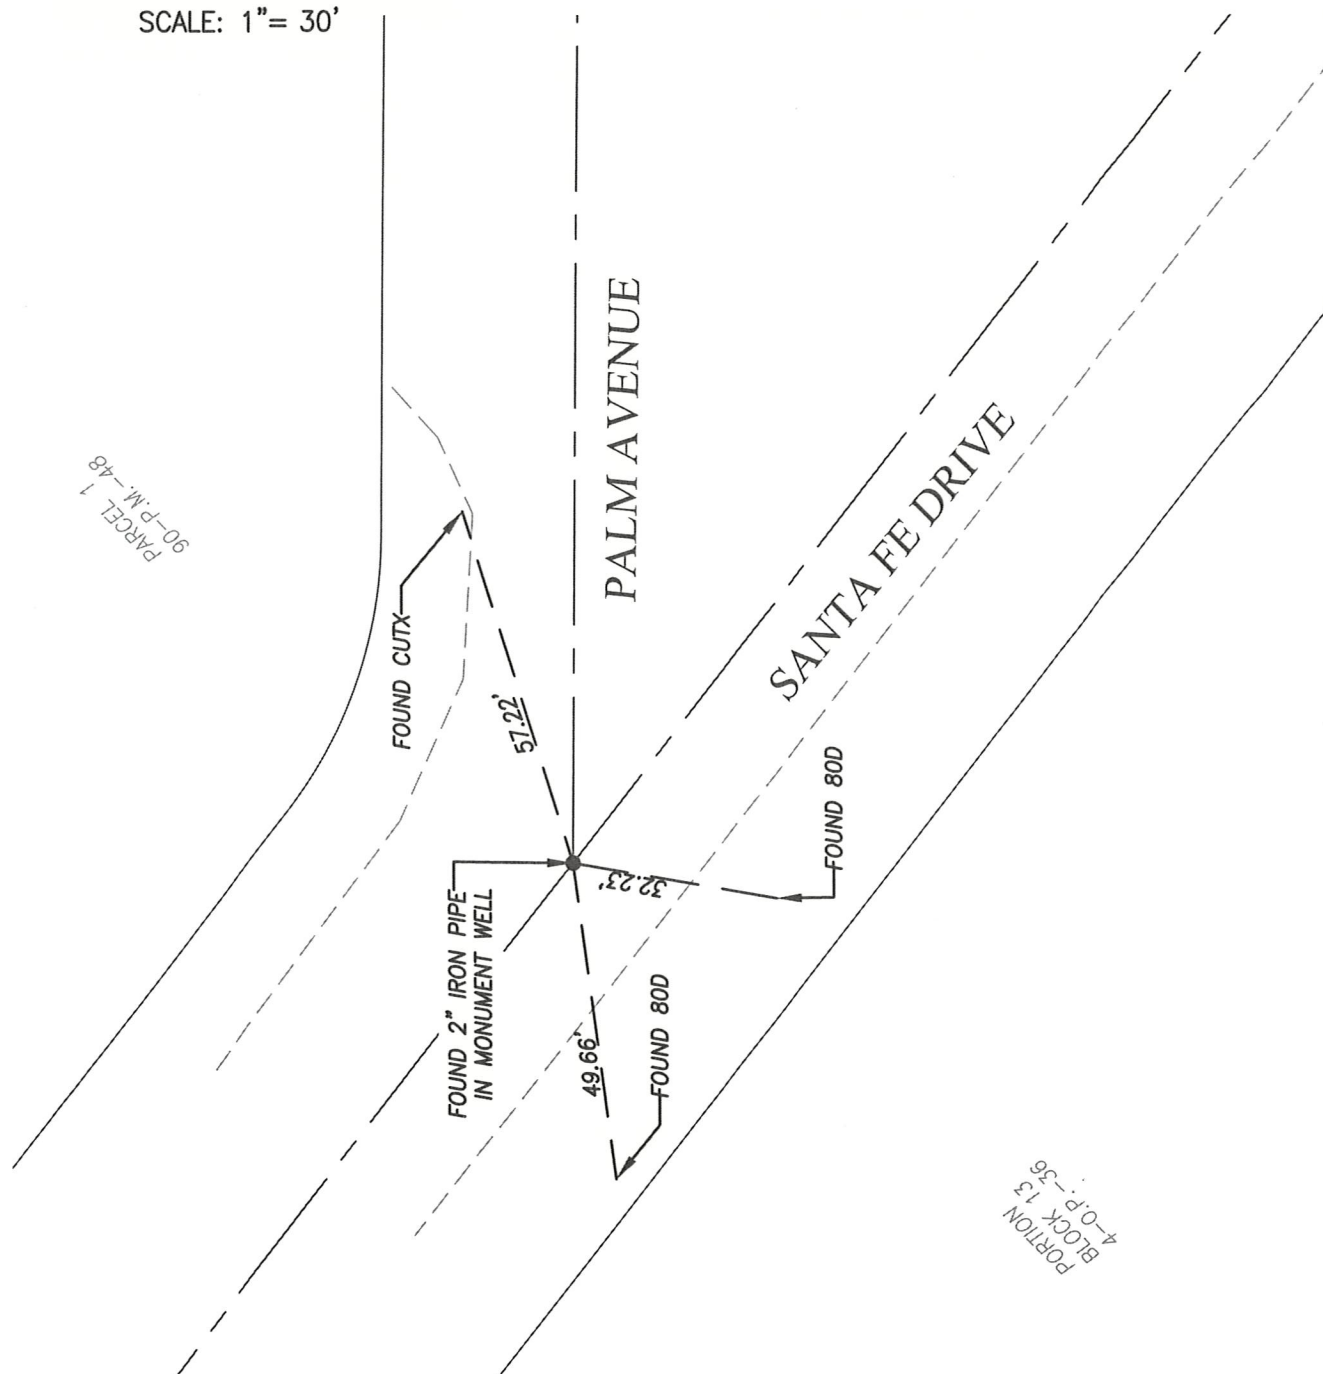 SCALE: 1"= 30'
PALM AVENUE
PARCEL 1
90-P.M.-48
SANTA FE DRIVE
FOUND CUTX
57.22'
FOUND 80D
32.23'
FOUND 2" IRON PIPE
IN MONUMENT WELL
49.66'
FOUND 80D
PORTION
BLOCK 13
4-O.P.-36